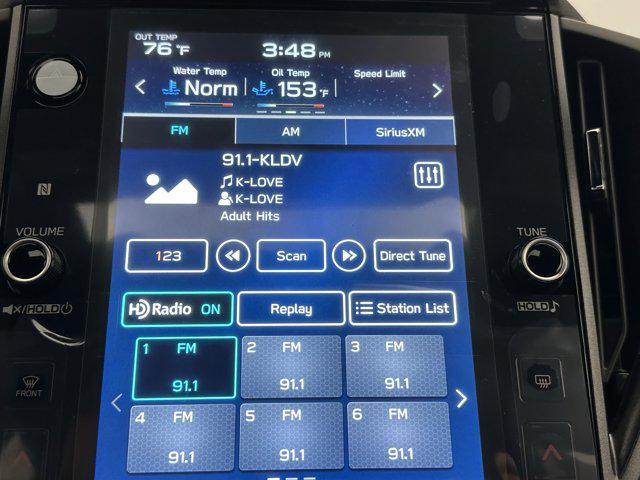 OUT TEMP
76 °F 3:48 PM
Water Temp Oil Temp Speed Limit
Norm 153 °F
FM AM SiriusXM
91.1-KLDV
K-LOVE
K-LOVE
Adult Hits
123 Scan Direct Tune
VOLUME TUNE
HD Radio ON Replay Station List
/HOLD HOLD
1 FM 2 FM 3 FM
91.1 91.1 91.1
FRONT
4 FM 5 FM 6 FM
91.1 91.1 91.1